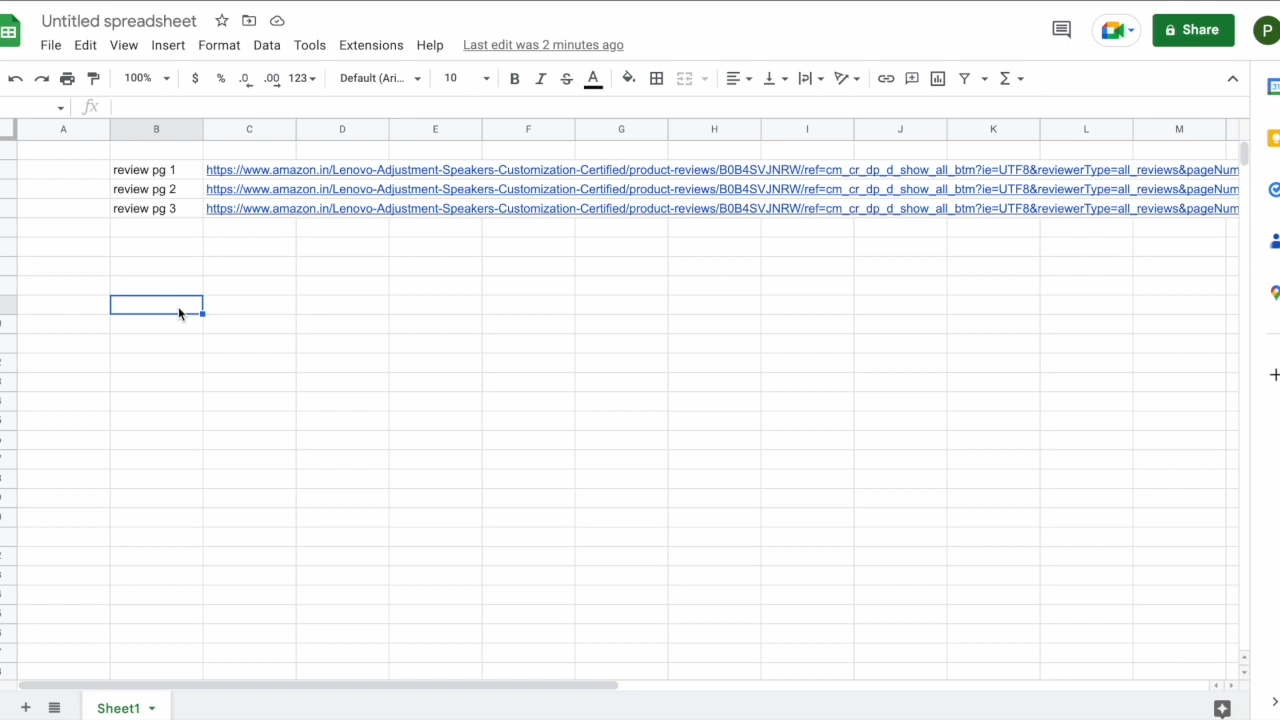 Untitled spreadsheet
File Edit View Insert Format Data Tools Extensions Help Last edit was 2 minutes ago
Share
P
100% $ % .0 .00 123 Default (Ari... 10 B I S A
fx
A B C D E F G H I J K L M
review pg 1 https://www.amazon.in/Lenovo-Adjustment-Speakers-Customization-Certified/product-reviews/B0B4SVJNRW/ref=cm_cr_dp_d_show_all_btm?ie=UTF8&reviewerType=all_reviews&pageNum
review pg 2 https://www.amazon.in/Lenovo-Adjustment-Speakers-Customization-Certified/product-reviews/B0B4SVJNRW/ref=cm_cr_dp_d_show_all_btm?ie=UTF8&reviewerType=all_reviews&pageNum
review pg 3 https://www.amazon.in/Lenovo-Adjustment-Speakers-Customization-Certified/product-reviews/B0B4SVJNRW/ref=cm_cr_dp_d_show_all_btm?ie=UTF8&reviewerType=all_reviews&pageNum
Sheet1